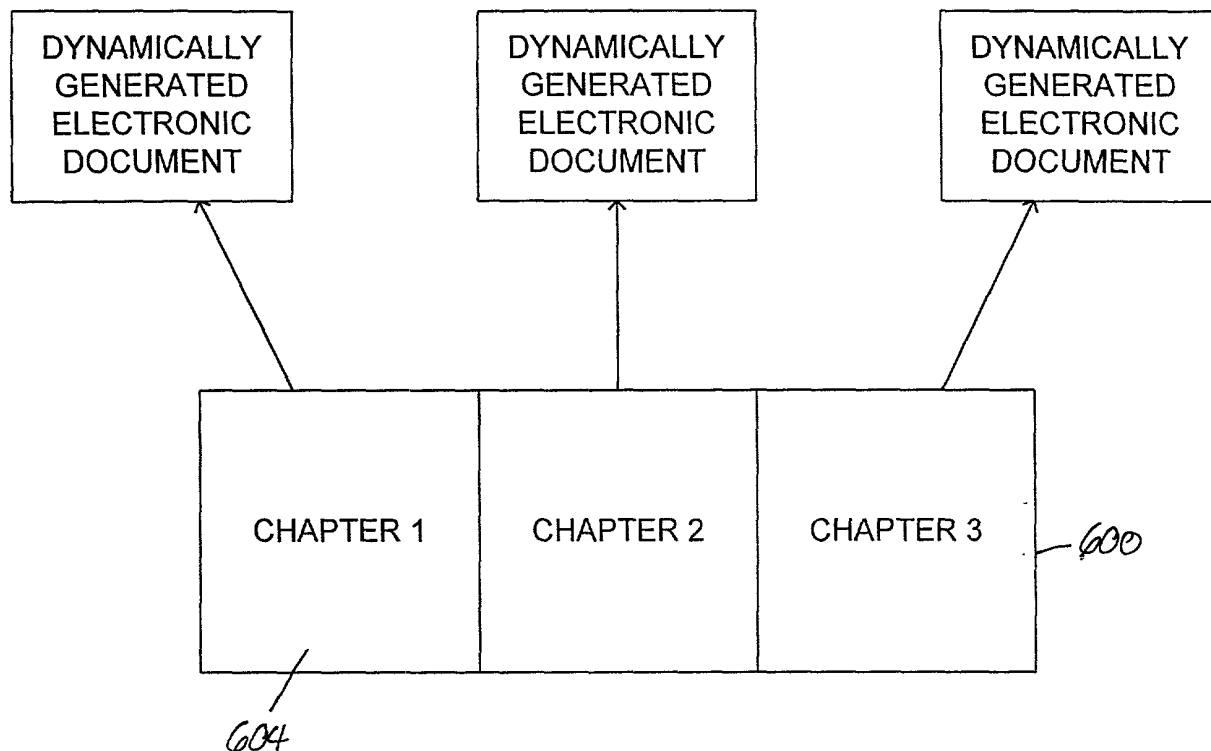 DYNAMICALLY
GENERATED
ELECTRONIC
DOCUMENT
DYNAMICALLY
GENERATED
ELECTRONIC
DOCUMENT
DYNAMICALLY
GENERATED
ELECTRONIC
DOCUMENT
CHAPTER 1
CHAPTER 2
CHAPTER 3
600
604